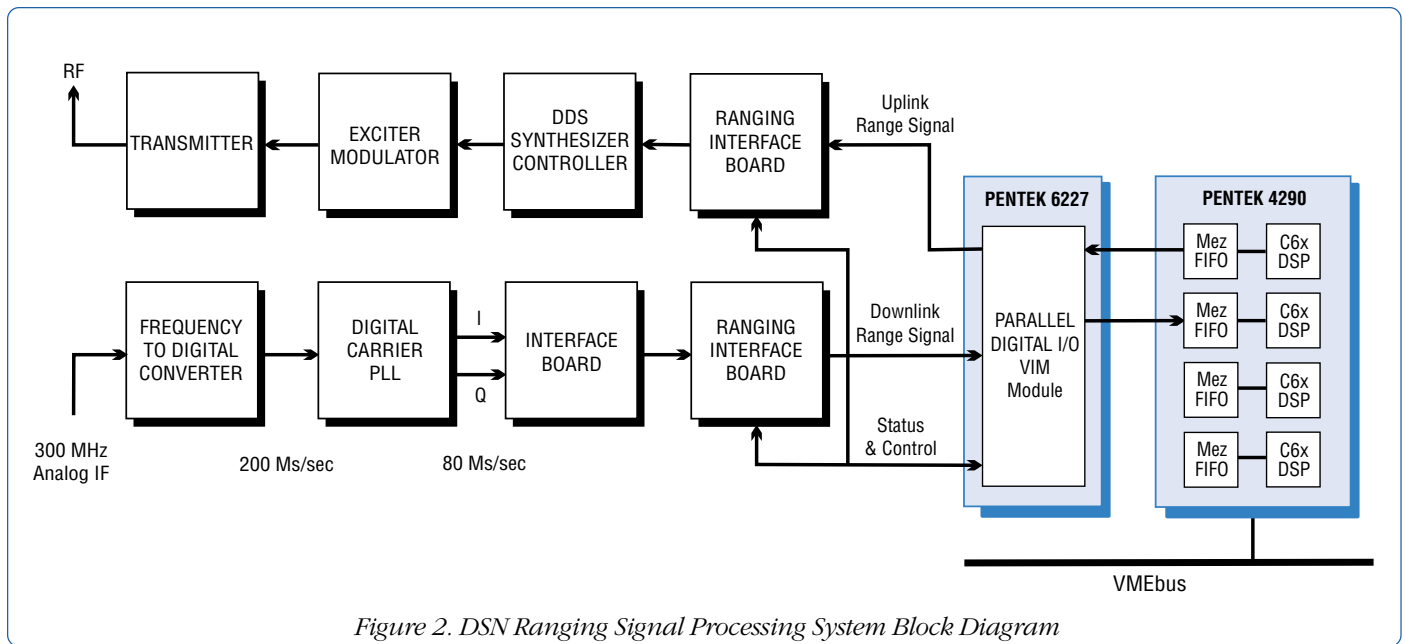 RF
TRANSMITTER
EXCITER
MODULATOR
DDS
SYNTHESIZER
CONTROLLER
RANGING
INTERFACE
BOARD
Uplink
Range Signal
PENTEK 6227
PARALLEL
DIGITAL I/O
VIM
Module
PENTEK 4290
Mez
FIFO
C6x
DSP
Mez
FIFO
C6x
DSP
Mez
FIFO
C6x
DSP
Mez
FIFO
C6x
DSP
FREQUENCY
TO DIGITAL
CONVERTER
DIGITAL
CARRIER
PLL
I
Q
INTERFACE
BOARD
RANGING
INTERFACE
BOARD
Downlink
Range Signal
Status
& Control
300 MHz
Analog IF
200 Ms/sec
80 Ms/sec
VMEbus
Figure 2. DSN Ranging Signal Processing System Block Diagram